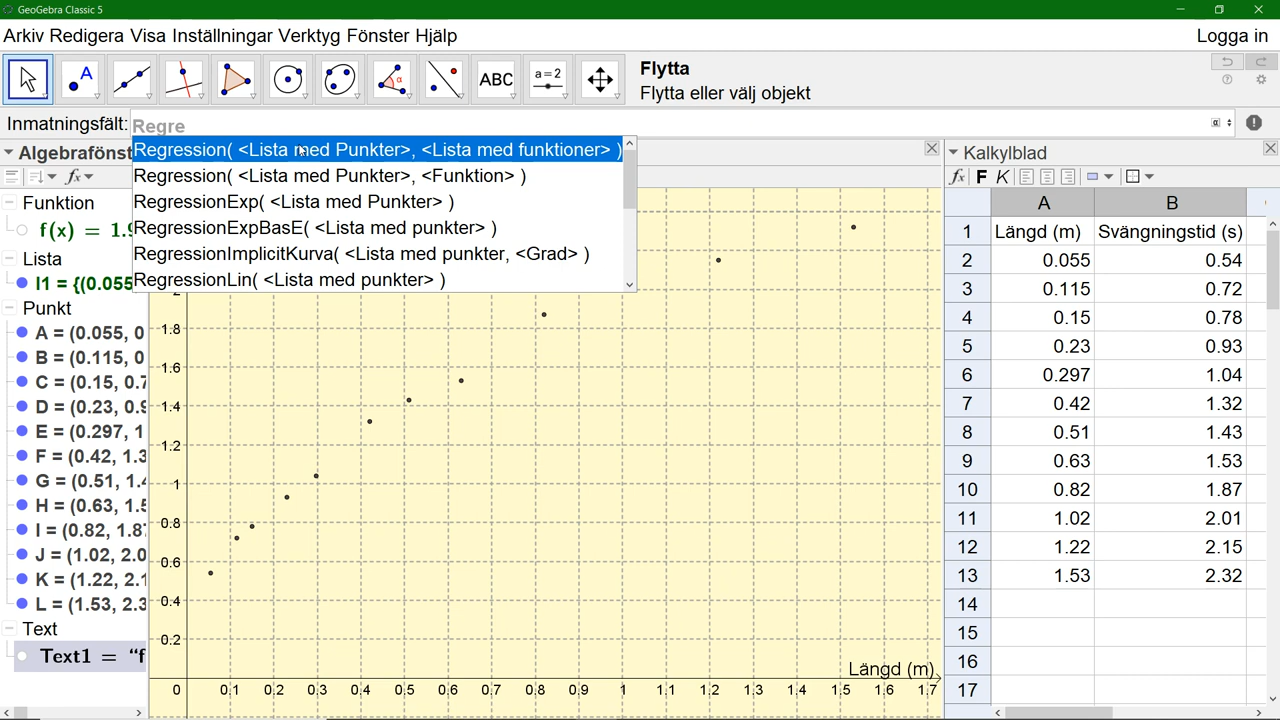 GeoGebra Classic 5
Arkiv Redigera Visa Inställningar Verktyg Fönster Hjälp
Logga in
A
α
ABC
a=2
Flytta
Flytta eller välj objekt
Inmatningsfält: Regre
α
Regression( <Lista med Punkter>, <Lista med funktioner> )
Regression( <Lista med Punkter>, <Funktion> )
RegressionExp( <Lista med Punkter> )
RegressionExpBasE( <Lista med punkter> )
RegressionImplicitKurva( <Lista med punkter, <Grad> )
RegressionLin( <Lista med punkter> )
Algebrafönst
Funktion
f(x) = 1.9
Lista
l1 = {(0.055
Punkt
A = (0.055, 0
B = (0.115, 0
C = (0.15, 0.7
D = (0.23, 0.9
E = (0.297, 1
F = (0.42, 1.3
G = (0.51, 1.4
H = (0.63, 1.5
I = (0.82, 1.8
J = (1.02, 2.0
K = (1.22, 2.1
L = (1.53, 2.3
Text
Text1 = “f
2
1.8
1.6
1.4
1.2
1
0.8
0.6
0.4
0.2
0 0.1 0.2 0.3 0.4 0.5 0.6 0.7 0.8 0.9 1 1.1 1.2 1.3 1.4 1.5 1.6 1.7
Längd (m)
Kalkylblad
fx F K
A B
1 Längd (m) Svängningstid (s)
2 0.055 0.54
3 0.115 0.72
4 0.15 0.78
5 0.23 0.93
6 0.297 1.04
7 0.42 1.32
8 0.51 1.43
9 0.63 1.53
10 0.82 1.87
11 1.02 2.01
12 1.22 2.15
13 1.53 2.32
14
15
16
17